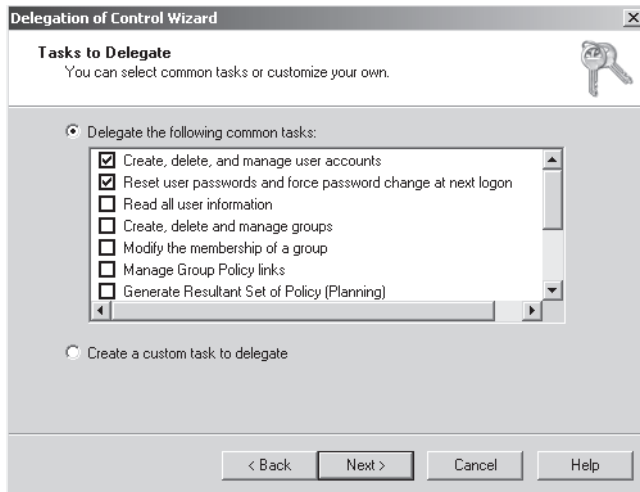 Delegation of Control Wizard
Tasks to Delegate
You can select common tasks or customize your own.
Delegate the following common tasks:
Create, delete, and manage user accounts
Reset user passwords and force password change at next logon
Read all user information
Create, delete and manage groups
Modify the membership of a group
Manage Group Policy links
Generate Resultant Set of Policy (Planning)
Create a custom task to delegate
< Back Next > Cancel Help